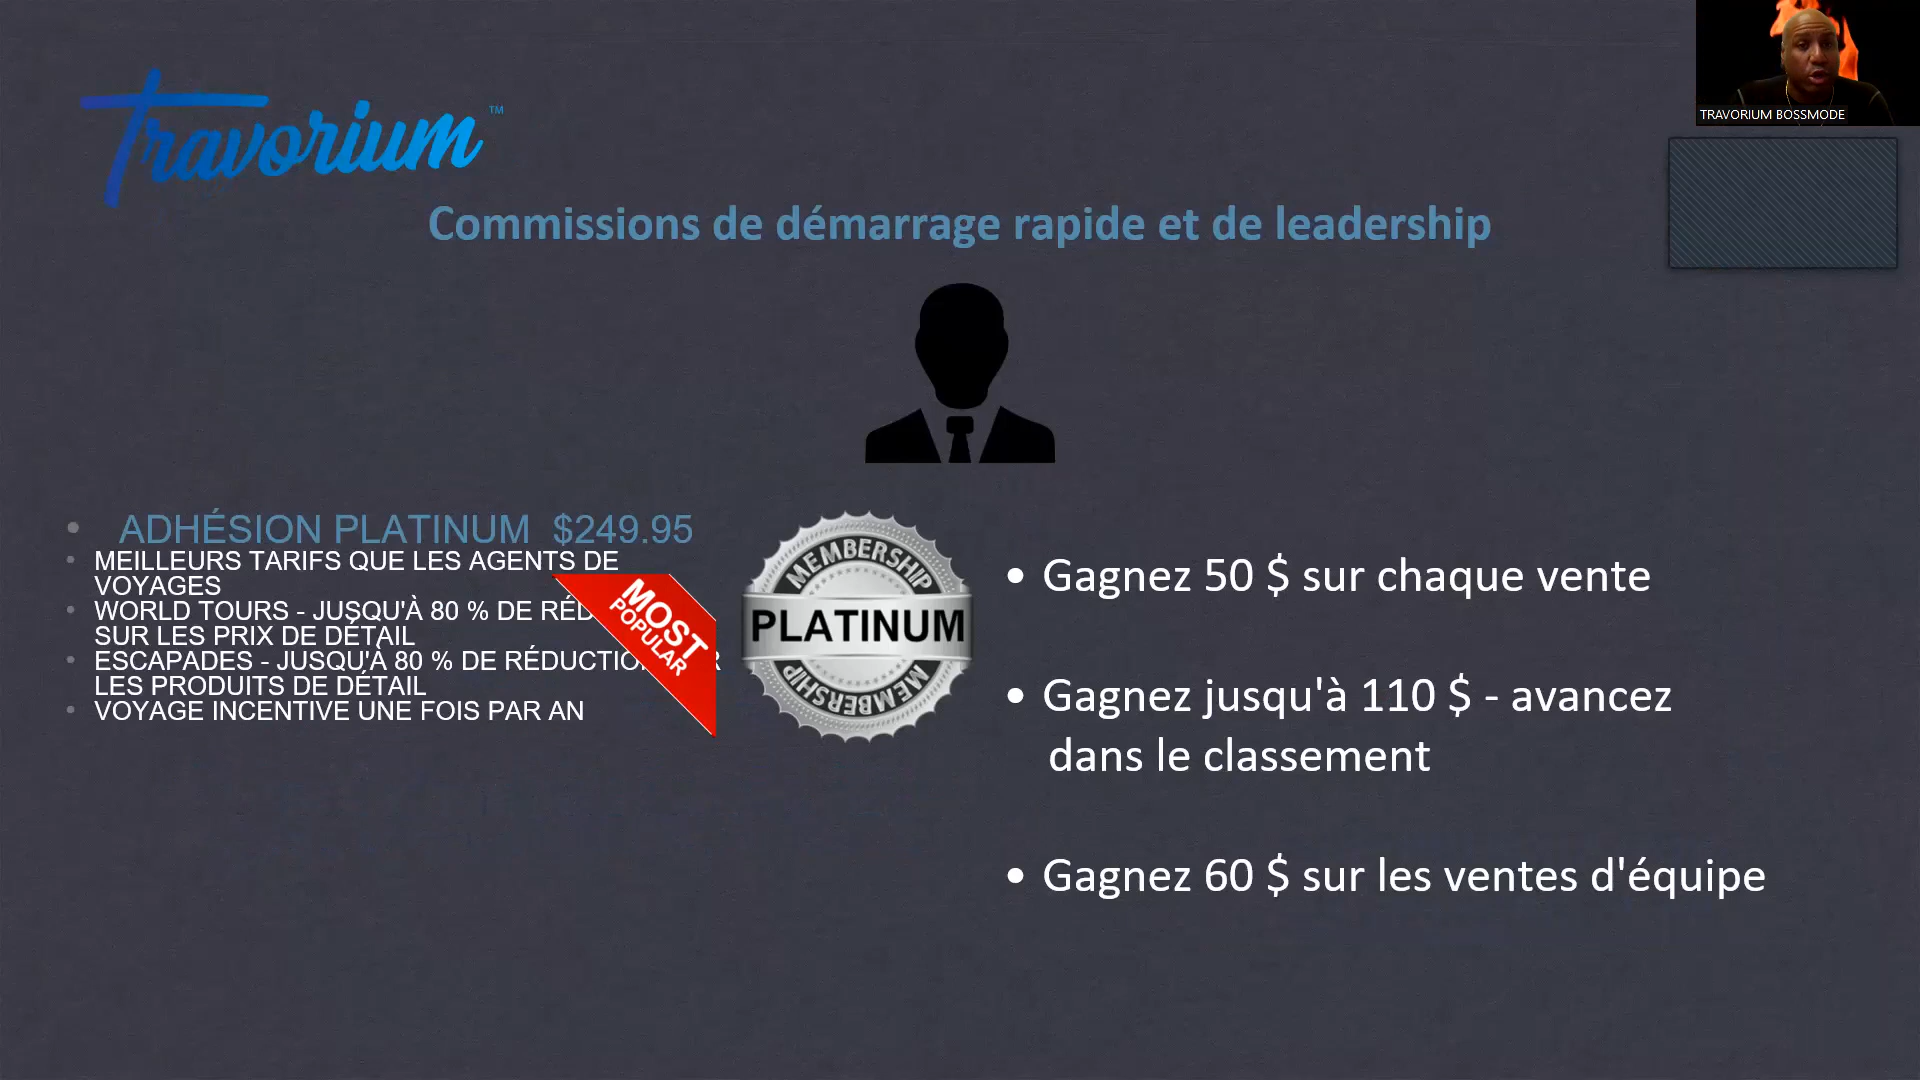 TRAVORIUM BOSSMODE
Travorium™
Commissions de démarrage rapide et de leadership
• ADHÉSION PLATINUM $249.95
• MEILLEURS TARIFS QUE LES AGENTS DE
VOYAGES
• WORLD TOURS - JUSQU'À 80 % DE RÉD
SUR LES PRIX DE DÉTAIL
• ESCAPADES - JUSQU'À 80 % DE RÉDUCTIO R
LES PRODUITS DE DÉTAIL
• VOYAGE INCENTIVE UNE FOIS PAR AN
MOST
POPULAR
MEMBERSHIP
PLATINUM
MEMBERSHIP
• Gagnez 50 $ sur chaque vente
• Gagnez jusqu'à 110 $ - avancez
dans le classement
• Gagnez 60 $ sur les ventes d'équipe